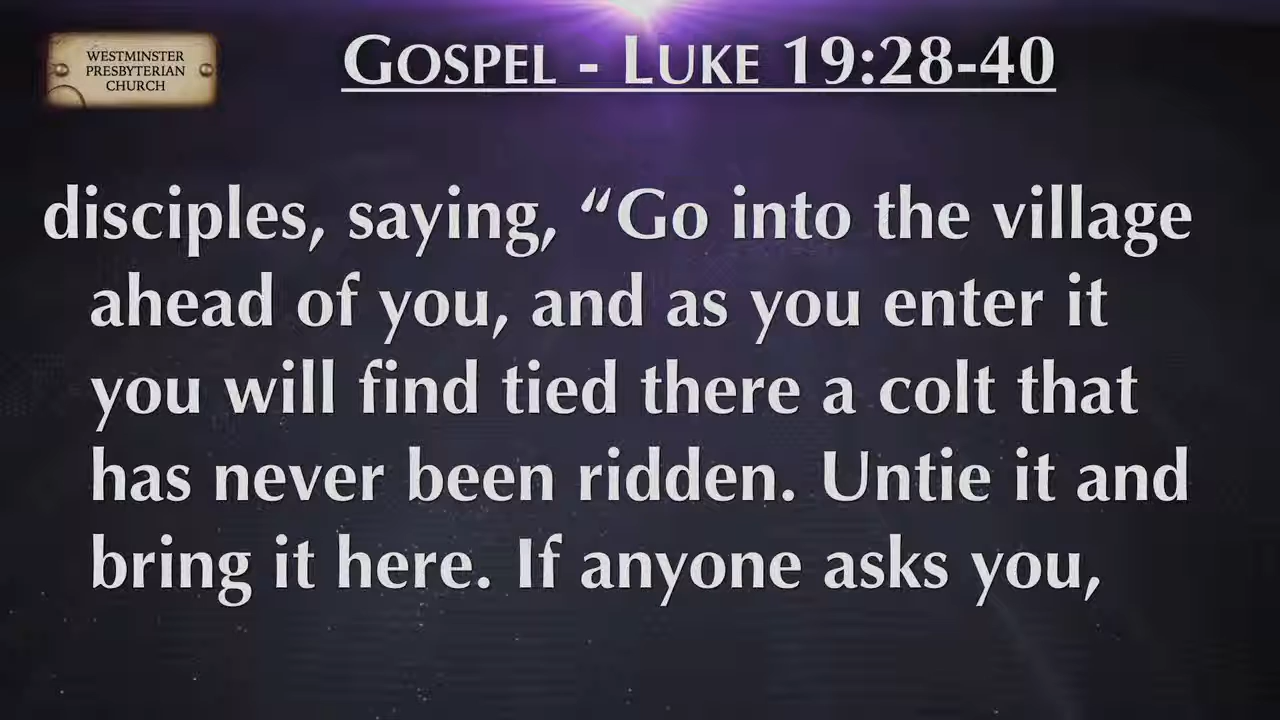 WESTMINSTER
PRESBYTERIAN
CHURCH
GOSPEL - LUKE 19:28-40
disciples, saying, “Go into the village
ahead of you, and as you enter it
you will find tied there a colt that
has never been ridden. Untie it and
bring it here. If anyone asks you,